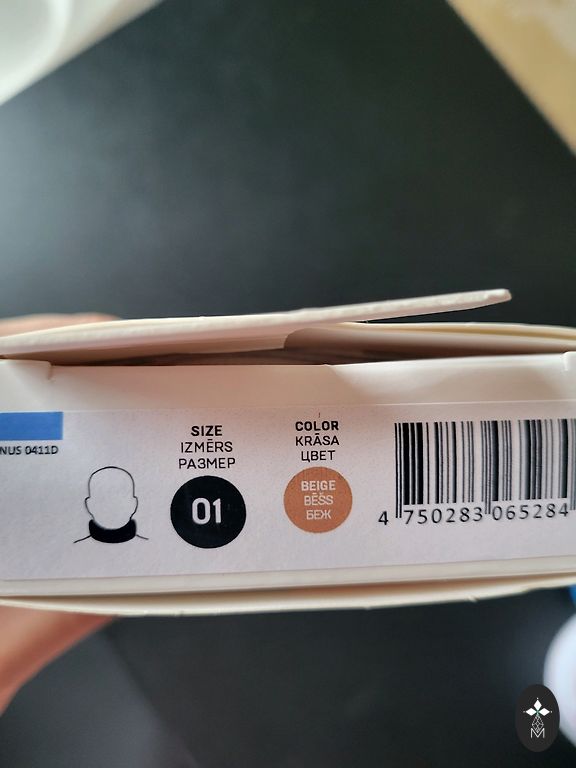 NUS 0411D
SIZE
IZMĒRS
РАЗМЕР
01
COLOR
KRĀSA
ЦВЕТ
BEIGE
BĒŠS
БЕЖ
4 750283 065284
M